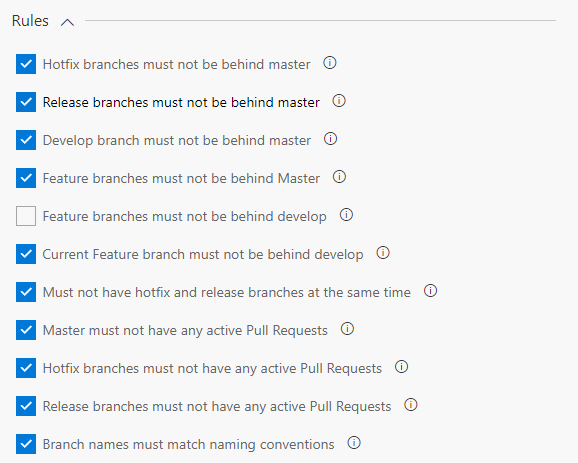 Rules
Hotfix branches must not be behind master
Release branches must not be behind master
Develop branch must not be behind master
Feature branches must not be behind Master
Feature branches must not be behind develop
Current Feature branch must not be behind develop
Must not have hotfix and release branches at the same time
Master must not have any active Pull Requests
Hotfix branches must not have any active Pull Requests
Release branches must not have any active Pull Requests
Branch names must match naming conventions